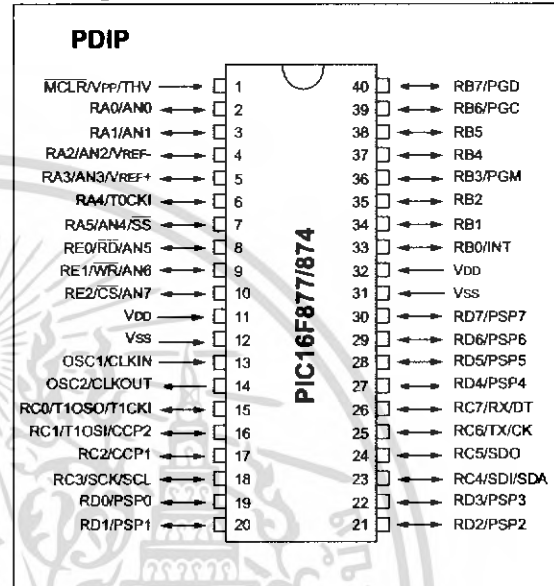 PDIP
MCLR/VPP/THV 1 40 RB7/PGD
RA0/AN0 2 39 RB6/PGC
RA1/AN1 3 38 RB5
RA2/AN2/VREF- 4 37 RB4
RA3/AN3/VREF+ 5 36 RB3/PGM
RA4/T0CKI 6 35 RB2
RA5/AN4/SS 7 34 RB1
RE0/RD/AN5 8 33 RB0/INT
RE1/WR/AN6 9 32 VDD
RE2/CS/AN7 10 31 VSS
VDD 11 30 RD7/PSP7
VSS 12 29 RD6/PSP6
OSC1/CLKIN 13 28 RD5/PSP5
OSC2/CLKOUT 14 27 RD4/PSP4
RC0/T1OSO/T1CKI 15 26 RC7/RX/DT
RC1/T1OSI/CCP2 16 25 RC6/TX/CK
RC2/CCP1 17 24 RC5/SDO
RC3/SCK/SCL 18 23 RC4/SDI/SDA
RD0/PSP0 19 22 RD3/PSP3
RD1/PSP1 20 21 RD2/PSP2
PIC16F877/874